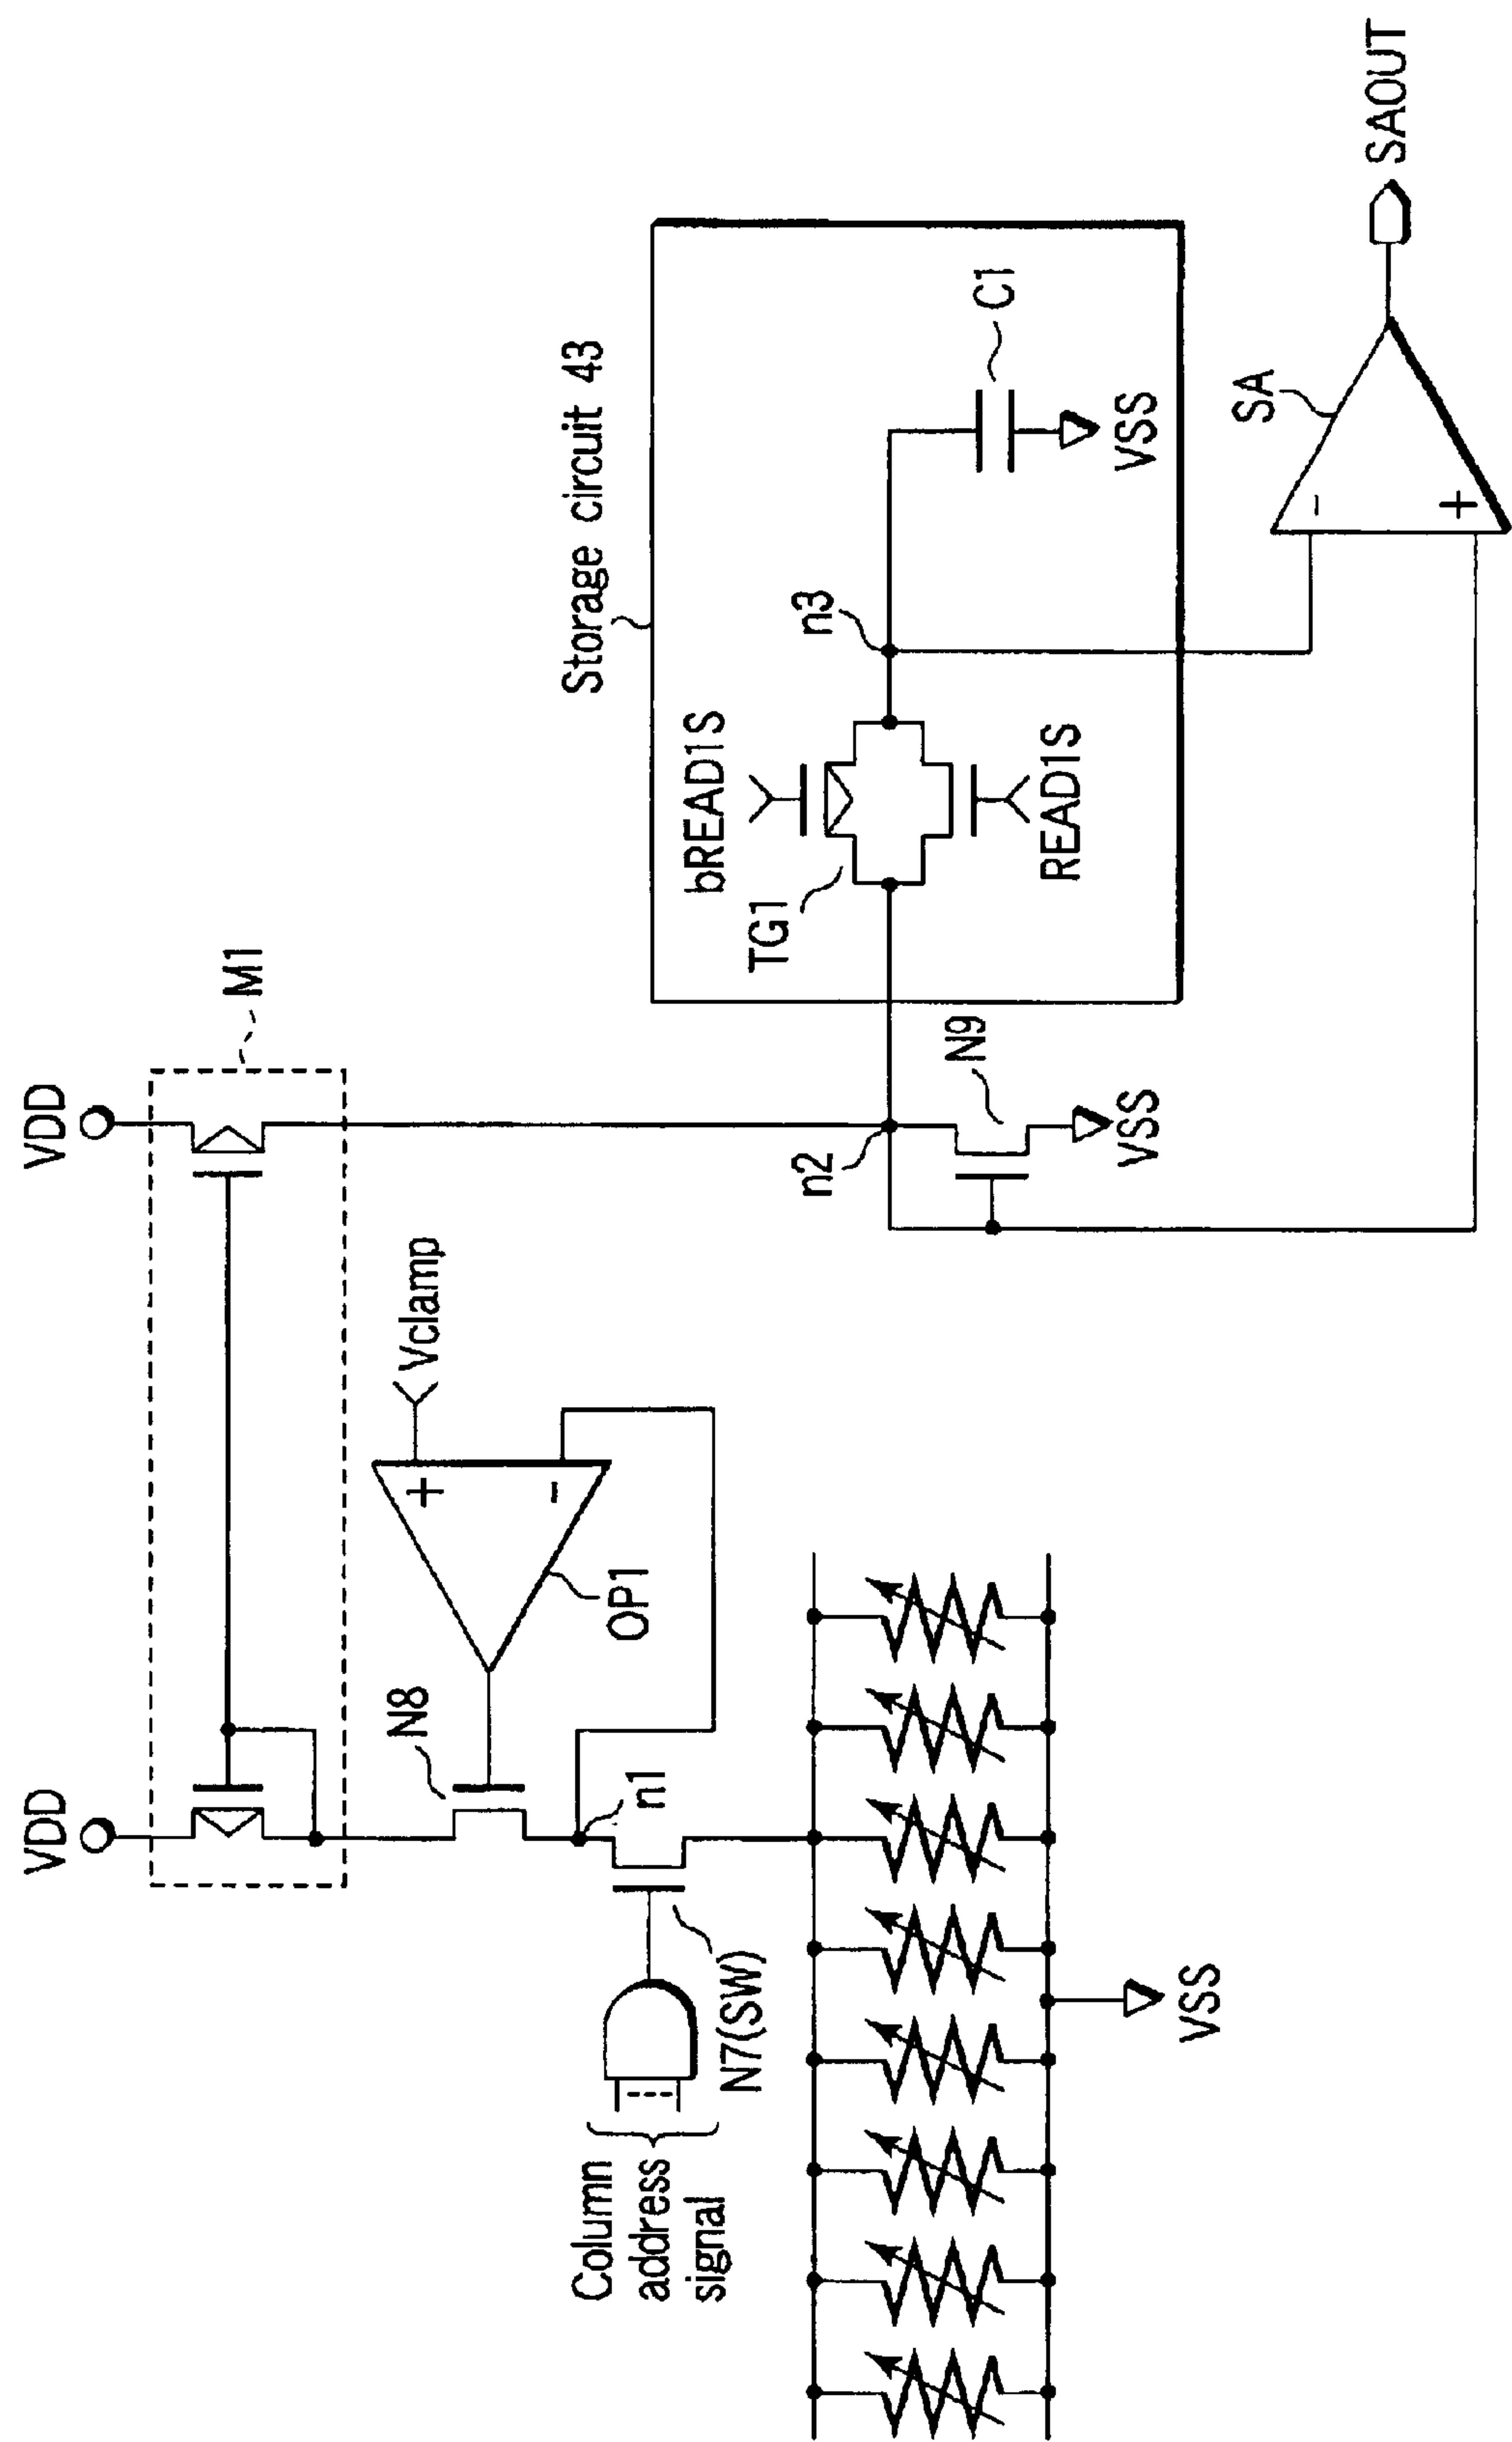 VDD
VDD
M1
Vclamp
+
-
OP1
N8
n1
N7(SW)
Column
address
signal
VSS
n2
N9
VSS
Storage circuit 43
bREAD1S
TG1
READ1S
n3
C1
VSS
SA
-
+
SAOUT